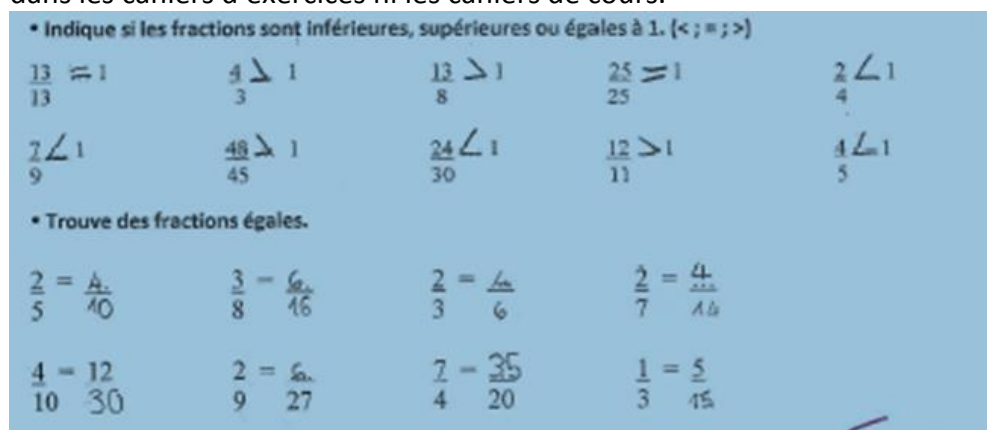 dans les cahiers d'exercices ni les cahiers de cours.
• Indique si les fractions sont inférieures, supérieures ou égales à 1. (< ; = ; >)
13/13 = 1 4/3 > 1 13/8 > 1 25/25 = 1 2/4 < 1
7/9 < 1 48/45 > 1 24/30 < 1 12/11 > 1 4/5 < 1
• Trouve des fractions égales.
2/5 = 4/10 3/8 = 6/16 2/3 = 4/6 2/7 = 4/14
4/10 = 12/30 2/9 = 6/27 7/4 = 35/20 1/3 = 5/15